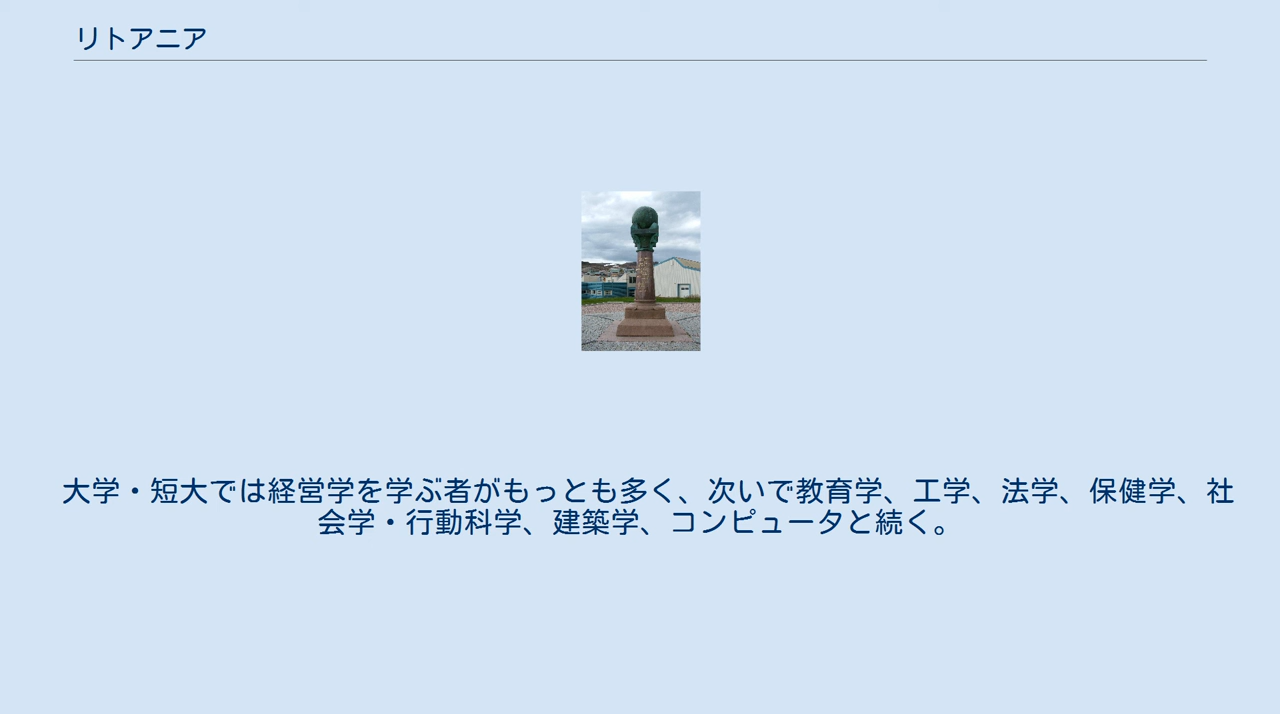 リトアニア
大学・短大では経営学を学ぶ者がもっとも多く、次いで教育学、工学、法学、保健学、社
会学・行動科学、建築学、コンピュータと続く。